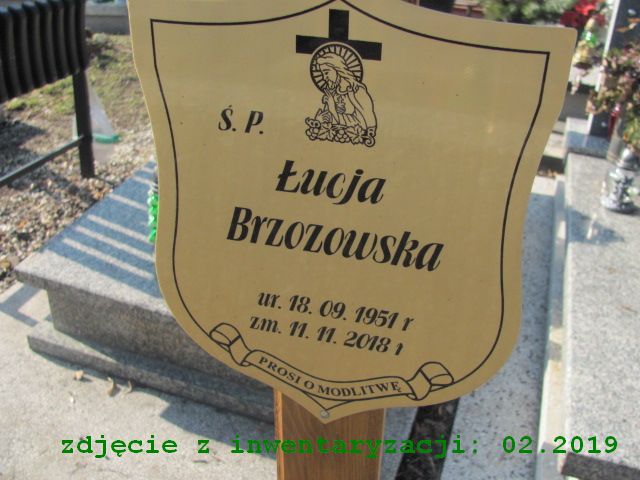 Ś. P.
Łucja
Brzozowska
ur. 18. 09. 1951 r
zm. 11. 11. 2018 r
PROSI O MODLITWĘ
zdjęcie z inwentaryzacji: 02.2019